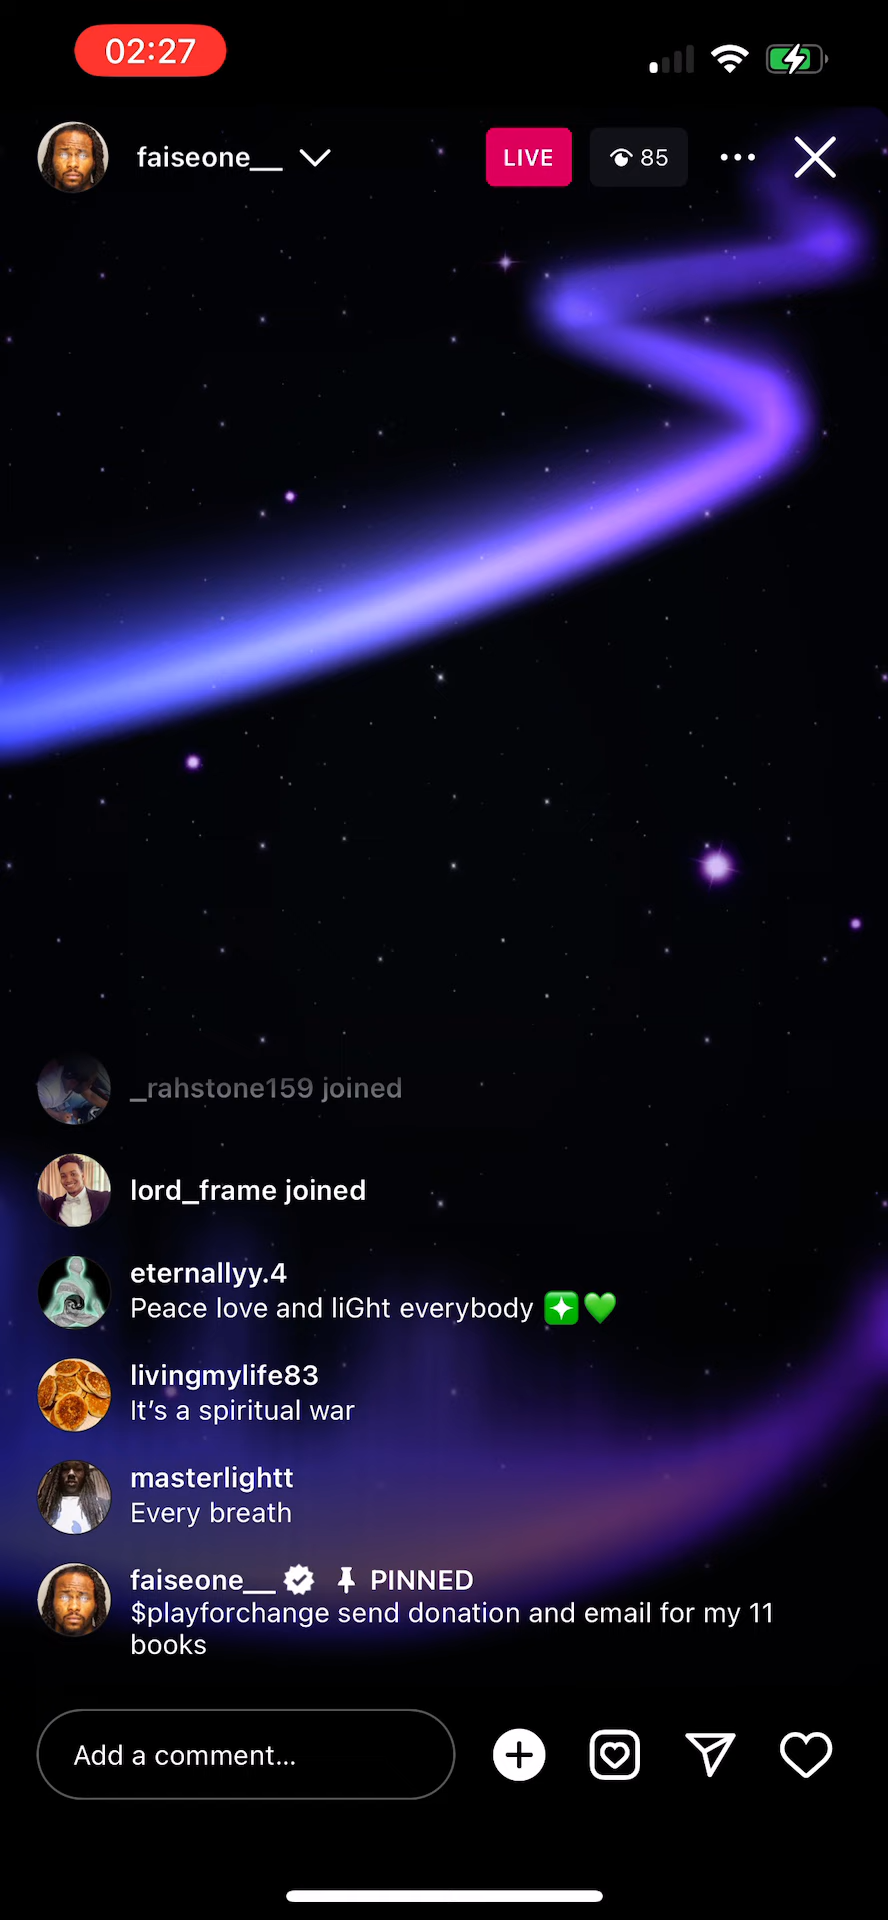 02:27
faiseone__
LIVE
85
_rahstone159 joined
lord_frame joined
eternallyy.4
Peace love and liGht everybody ❇️💚
livingmylife83
It’s a spiritual war
masterlightt
Every breath
faiseone__ PINNED
$playforchange send donation and email for my 11
books
Add a comment...